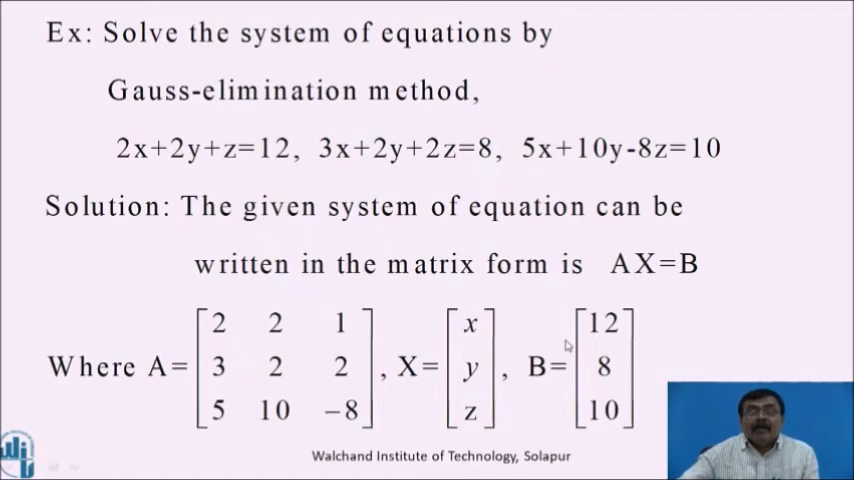 Ex: Solve the system of equations by
Gauss-elimination method,
2x+2y+z=12, 3x+2y+2z=8, 5x+10y-8z=10
Solution: The given system of equation can be
written in the matrix form is AX=B
Where A=[2 2 1; 3 2 2; 5 10 −8], X=[x; y; z], B=[12; 8; 10]
Walchand Institute of Technology, Solapur